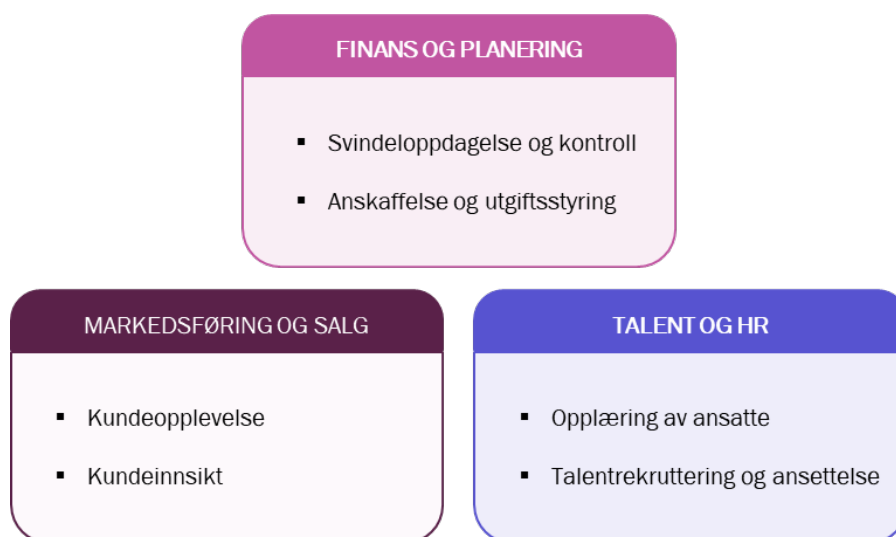 FINANS OG PLANERING
▪ Svindeloppdagelse og kontroll
▪ Anskaffelse og utgiftsstyring
MARKEDSFØRING OG SALG
▪ Kundeopplevelse
▪ Kundeinnsikt
TALENT OG HR
▪ Opplæring av ansatte
▪ Talentrekruttering og ansettelse